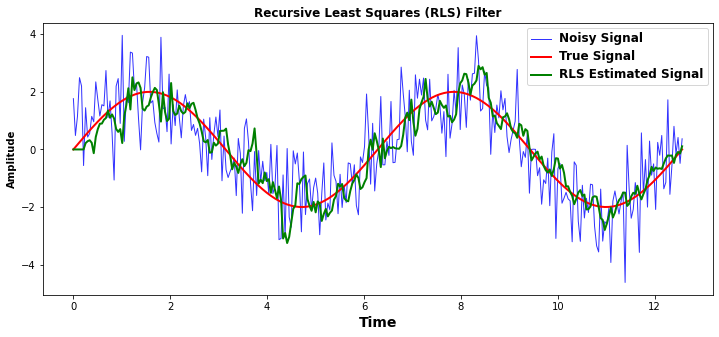 Recursive Least Squares (RLS) Filter
Noisy Signal
True Signal
RLS Estimated Signal
Amplitude
4
2
0
−2
−4
0 2 4 6 8 10 12
Time